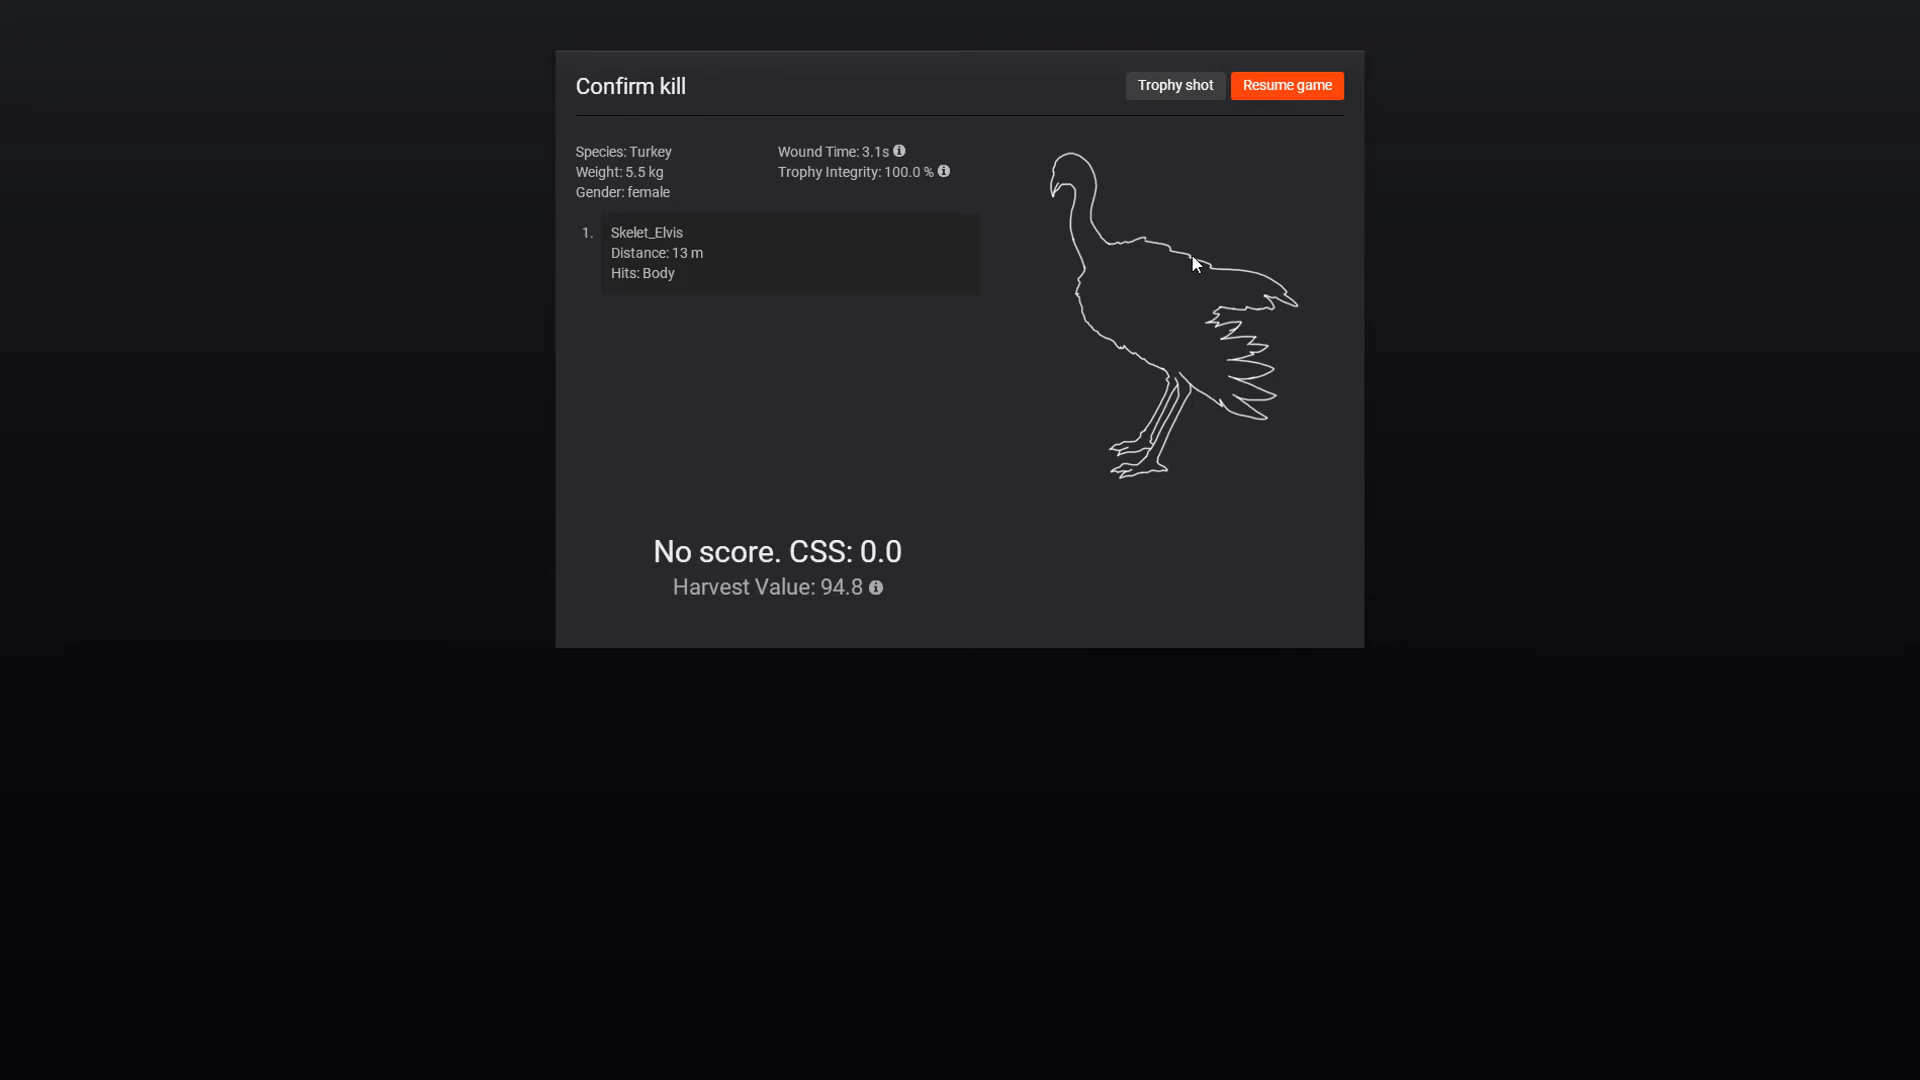 Confirm kill
Trophy shot
Resume game
Species: Turkey
Weight: 5.5 kg
Gender: female
Wound Time: 3.1s
Trophy Integrity: 100.0 %
1.
Skelet_Elvis
Distance: 13 m
Hits: Body
No score. CSS: 0.0
Harvest Value: 94.8